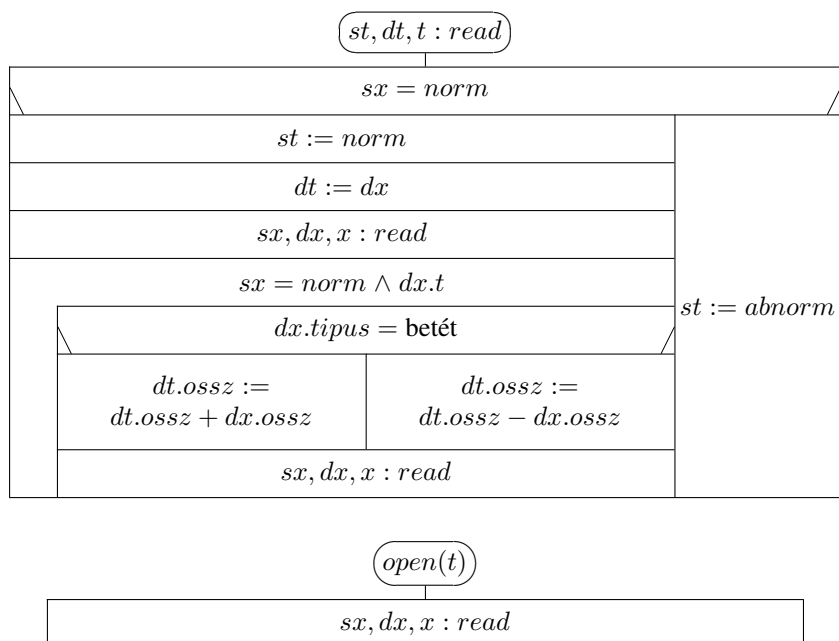 st, dt, t : read
sx = norm
st := norm
dt := dx
sx, dx, x : read
sx = norm ∧ dx.t
st := abnorm
dx.tipus = betét
dt.ossz :=
dt.ossz + dx.ossz
dt.ossz :=
dt.ossz − dx.ossz
sx, dx, x : read
open(t)
sx, dx, x : read